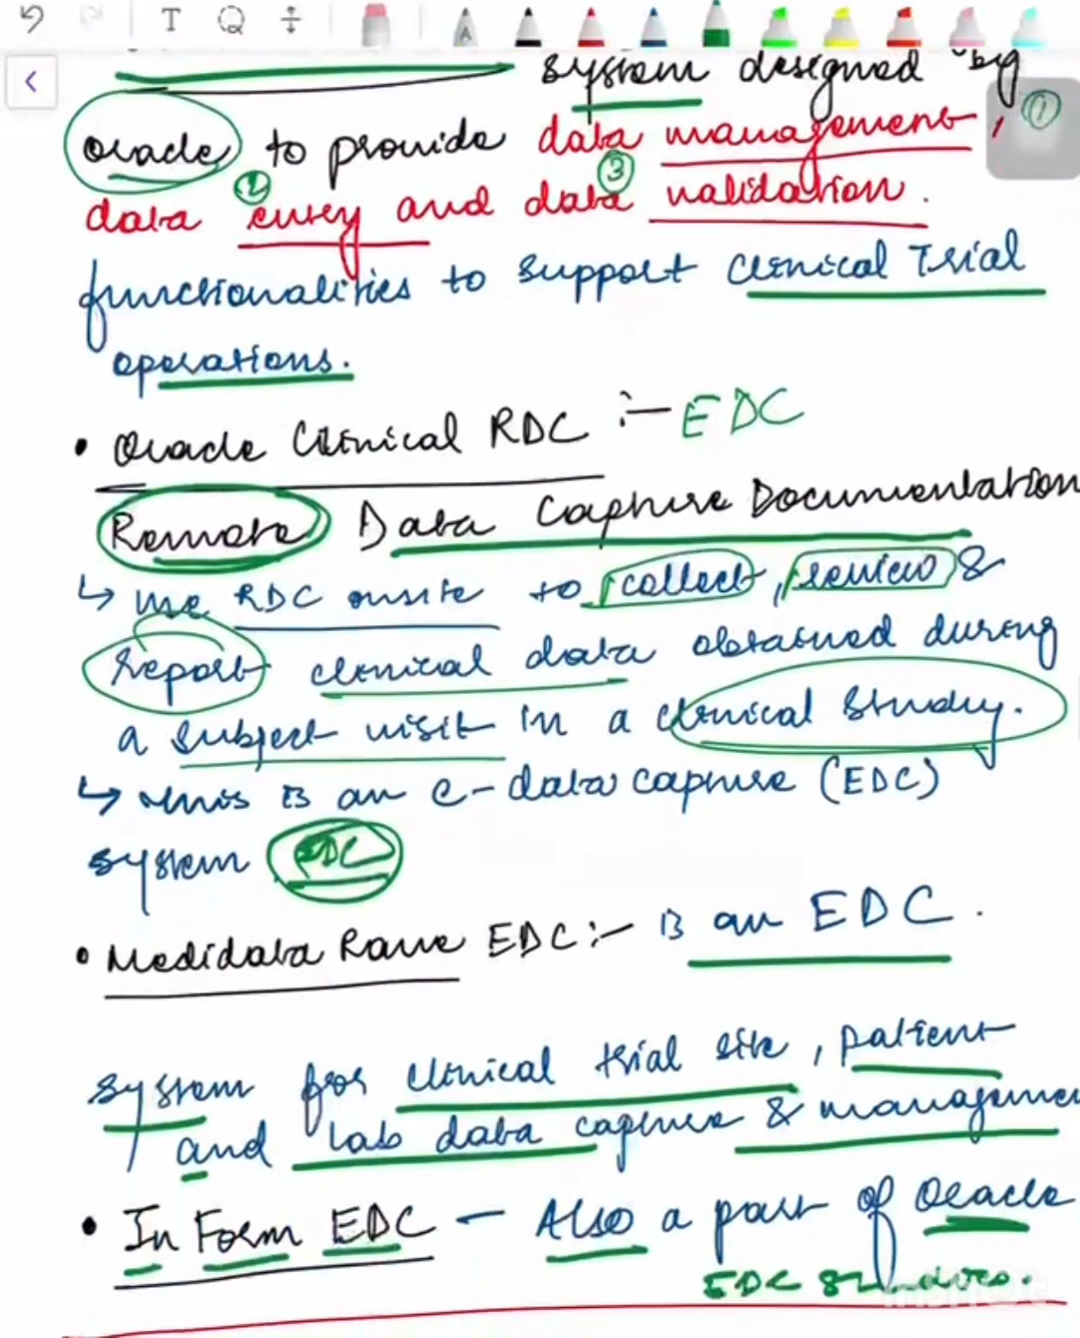 system designed by
oracle to provide data management,
data entry and data validation.
functionalities to support clinical Trial
operations.
• Oracle Clinical RDC :- EDC
Remote Data Capture Documentation
↳ use RDC onsite to collect, review &
report clinical data obtained during
a subject visit in a clinical study.
↳ this is an e-data capture (EDC)
system EDC
• Medidata Rave EDC:- is an EDC.
system for clinical trial site, patient
and lab data capture & managemen
• In Form EDC - Also a part of Oracle
EDC